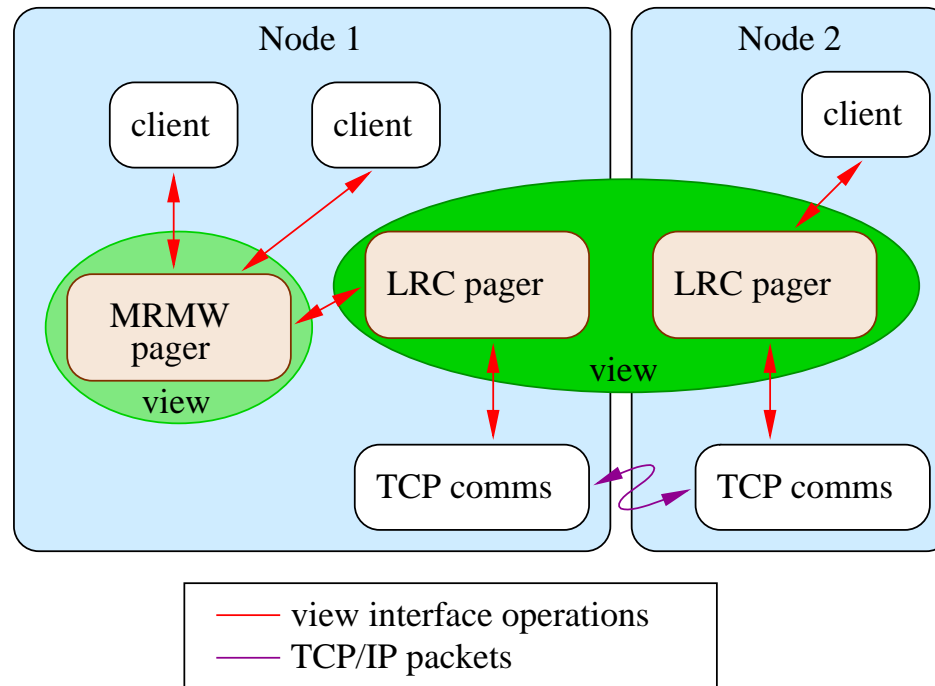 Node 1
Node 2
client
client
client
MRMW
pager
view
LRC pager
LRC pager
view
TCP comms
TCP comms
view interface operations
TCP/IP packets